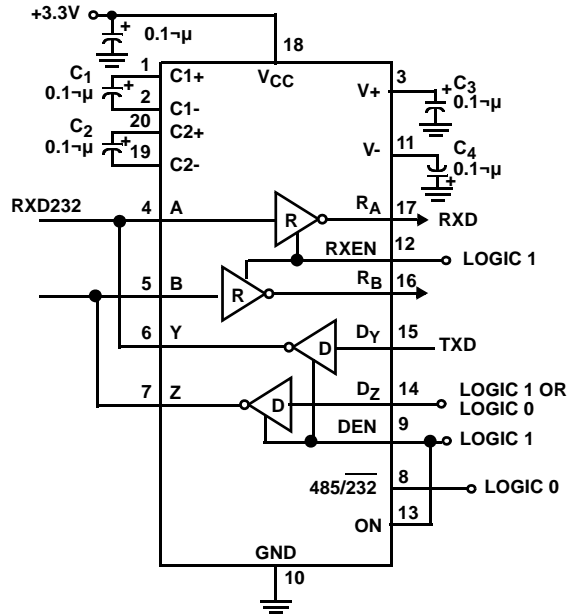 +3.3V
+
0.1¬µ
18
1
C1+
VCC
V+
3
+
C3
0.1¬µ
C1
+
0.1¬µ
2
C1-
20
C2+
C2
+
0.1¬µ
19
C2-
V-
11
C4
0.1¬µ
+
RXD232
4
A
R
RA
17
RXD
RXEN
12
LOGIC 1
5
B
R
RB
16
6
Y
D
DY
15
TXD
7
Z
D
DZ
14
LOGIC 1 OR
LOGIC 0
DEN
9
LOGIC 1
485/232
8
LOGIC 0
13
ON
GND
10